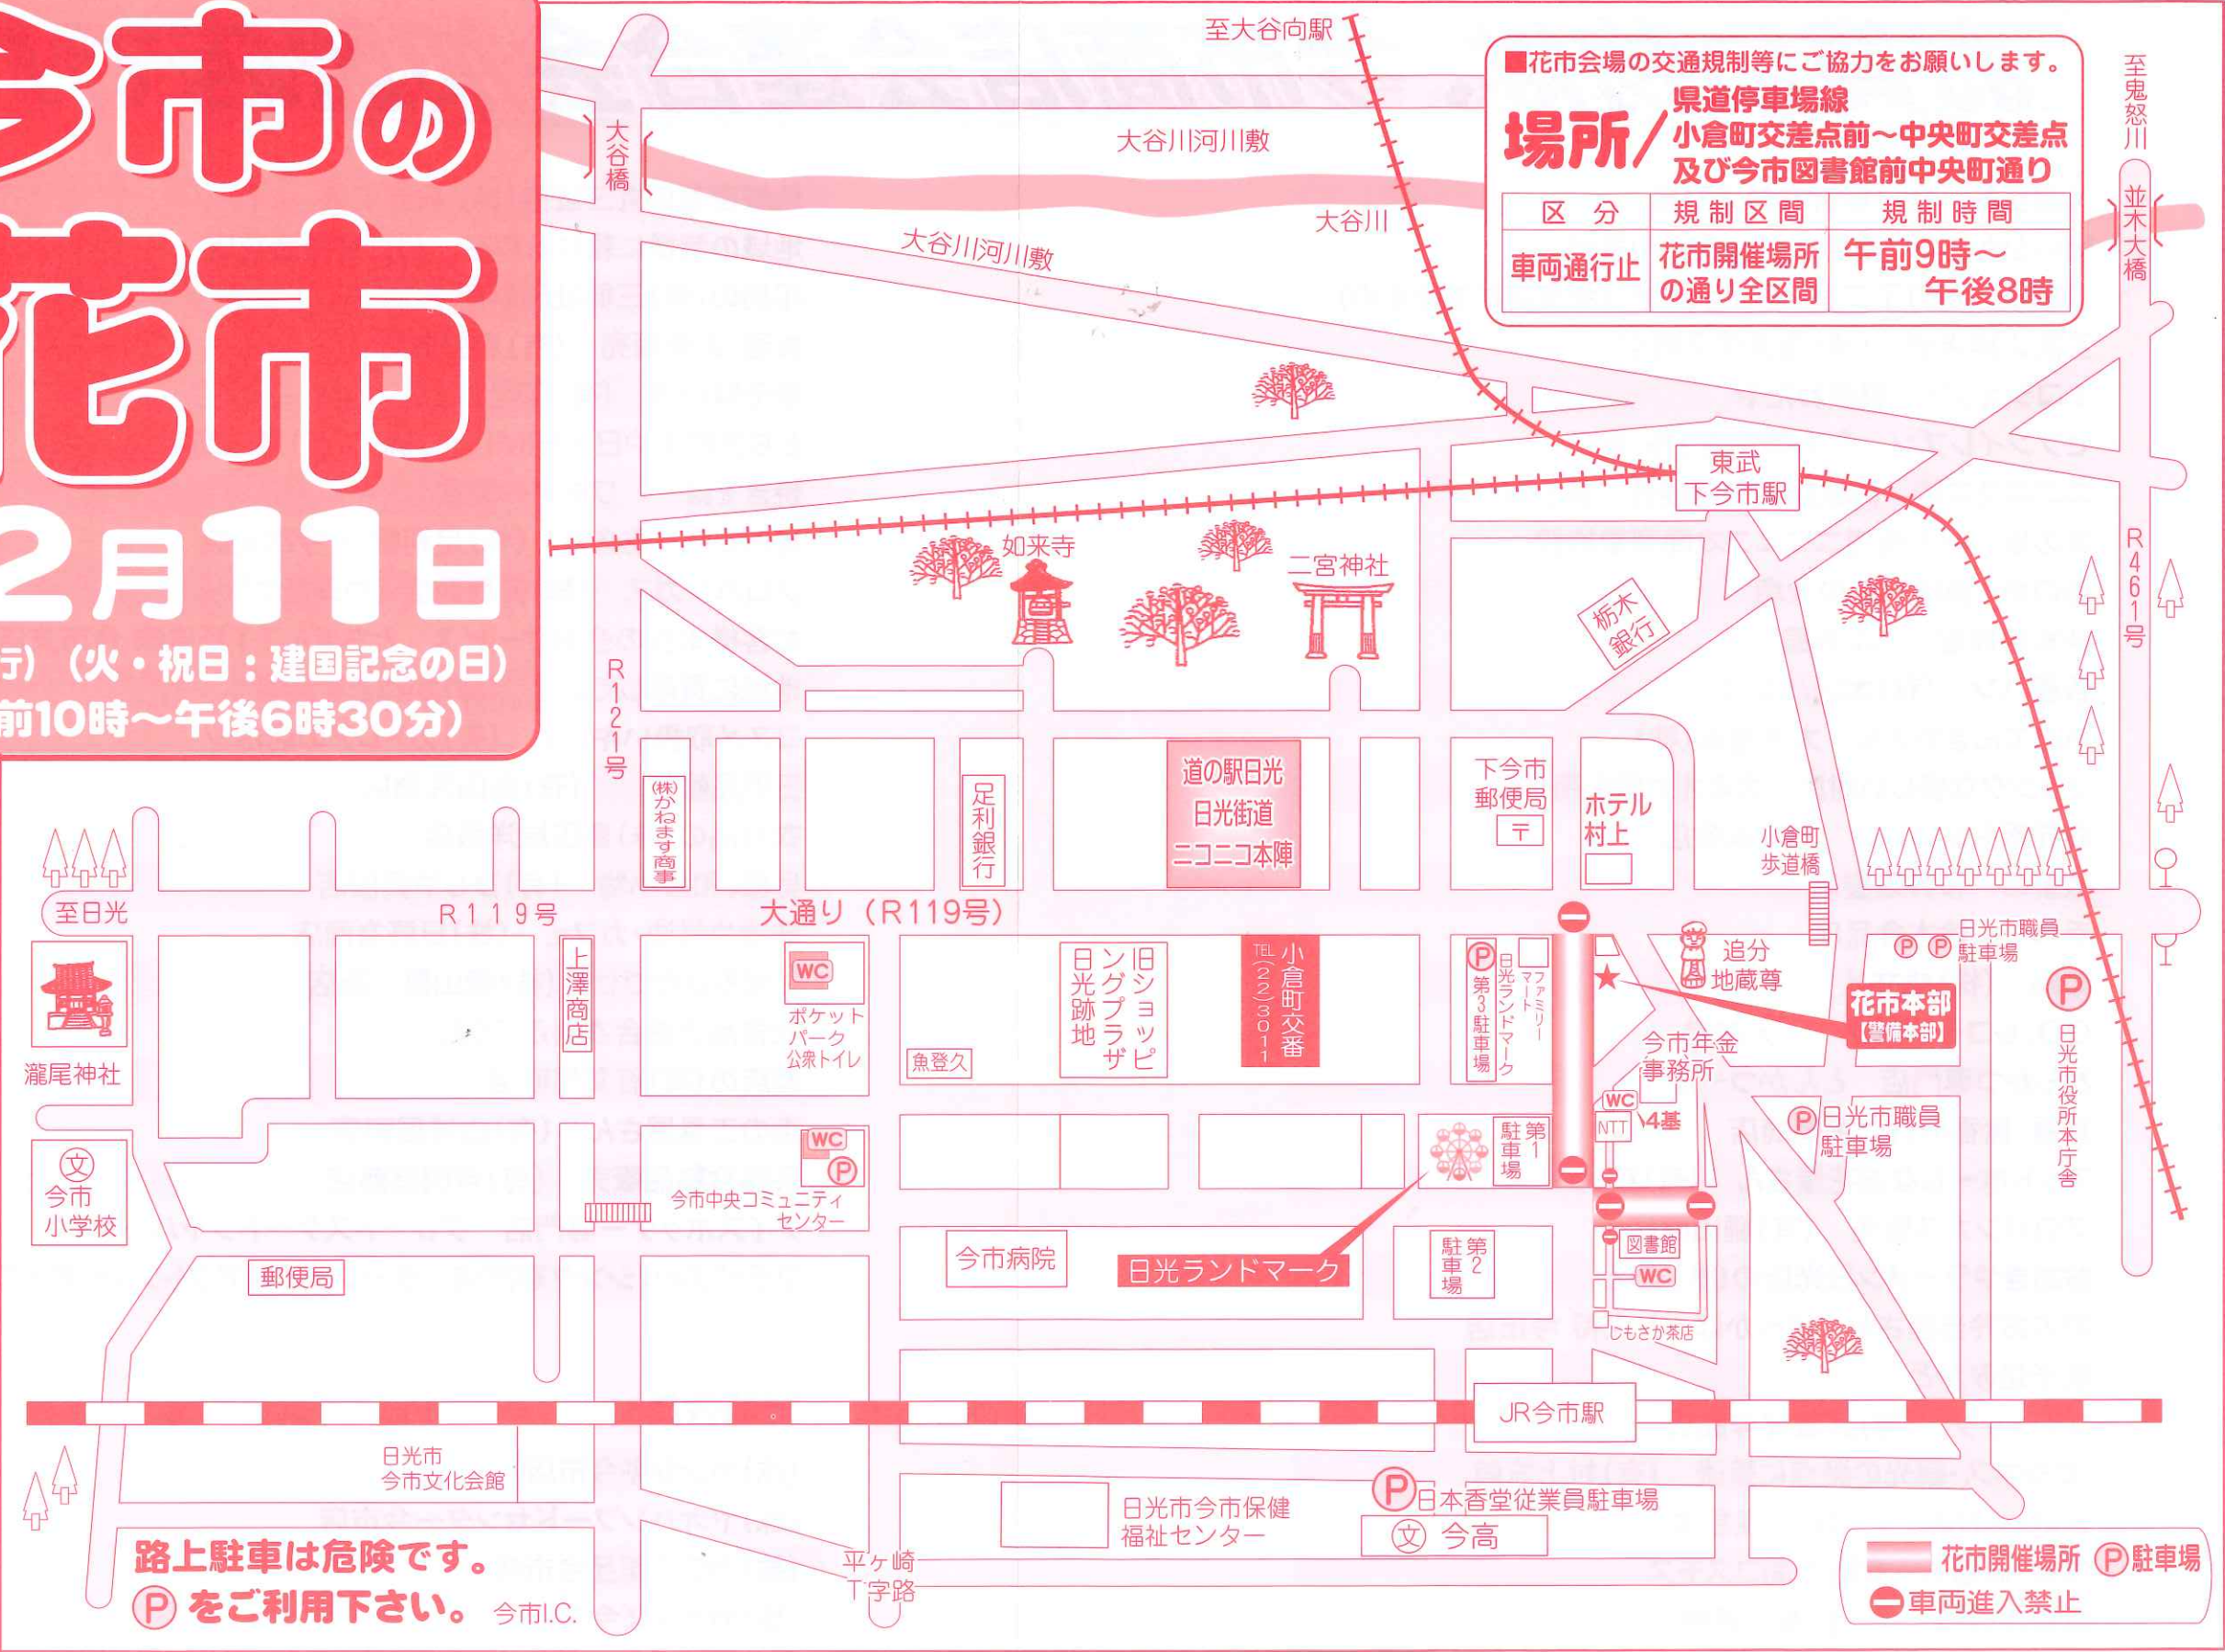 今市の
花市
2月11日
行)(火・祝日：建国記念の日)
前10時～午後6時30分)
至大谷向駅
■花市会場の交通規制等にご協力をお願いします。
場所/
県道停車場線
小倉町交差点前～中央町交差点
及び今市図書館前中央町通り
区分 規制区間 規制時間
車両通行止
花市開催場所
の通り全区間
午前9時～
午後8時
至鬼怒川
並木大橋
R461号
大谷橋
大谷川河川敷
大谷川
大谷川河川敷
東武
下今市駅
如来寺
二宮神社
栃木
銀行
R121号
(株)かねます商事
足利銀行
道の駅日光
日光街道
ニコニコ本陣
下今市
郵便局
〒
ホテル
村上
小倉町
歩道橋
至日光
R119号
大通り（R119号）
瀧尾神社
上澤商店
WC
ポケット
パーク
公衆トイレ
魚登久
旧ショッピ
ングプラザ
日光跡地
小倉町交番
TEL(22)3011
P
日光ランドマーク
第3駐車場
ファミリー
マート
★
追分
地蔵尊
P P
日光市職員
駐車場
花市本部
【警備本部】
P
日光市役所本庁舎
今市年金
事務所
WC
4基
NTT
P
日光市職員
駐車場
文
今市
小学校
WC
P
今市中央コミュニティ
センター
第1
駐車場
郵便局
今市病院
日光ランドマーク
第2
駐車場
図書館
WC
じもさか茶店
JR今市駅
日光市
今市文化会館
日光市今市保健
福祉センター
P日本香堂従業員駐車場
文 今高
平ヶ崎
T字路
路上駐車は危険です。
Pをご利用下さい。
今市I.C.
花市開催場所 P駐車場
車両進入禁止